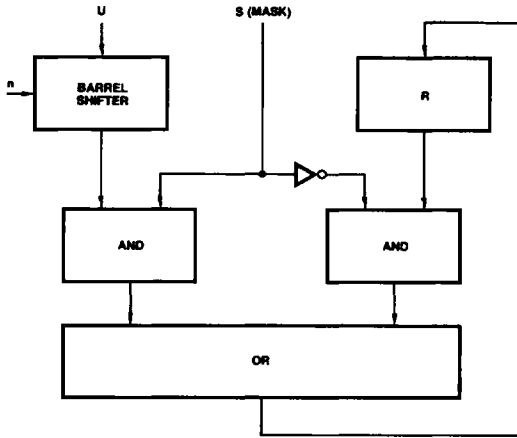 U
S (MASK)
n
BARREL
SHIFTER
R
AND
AND
OR